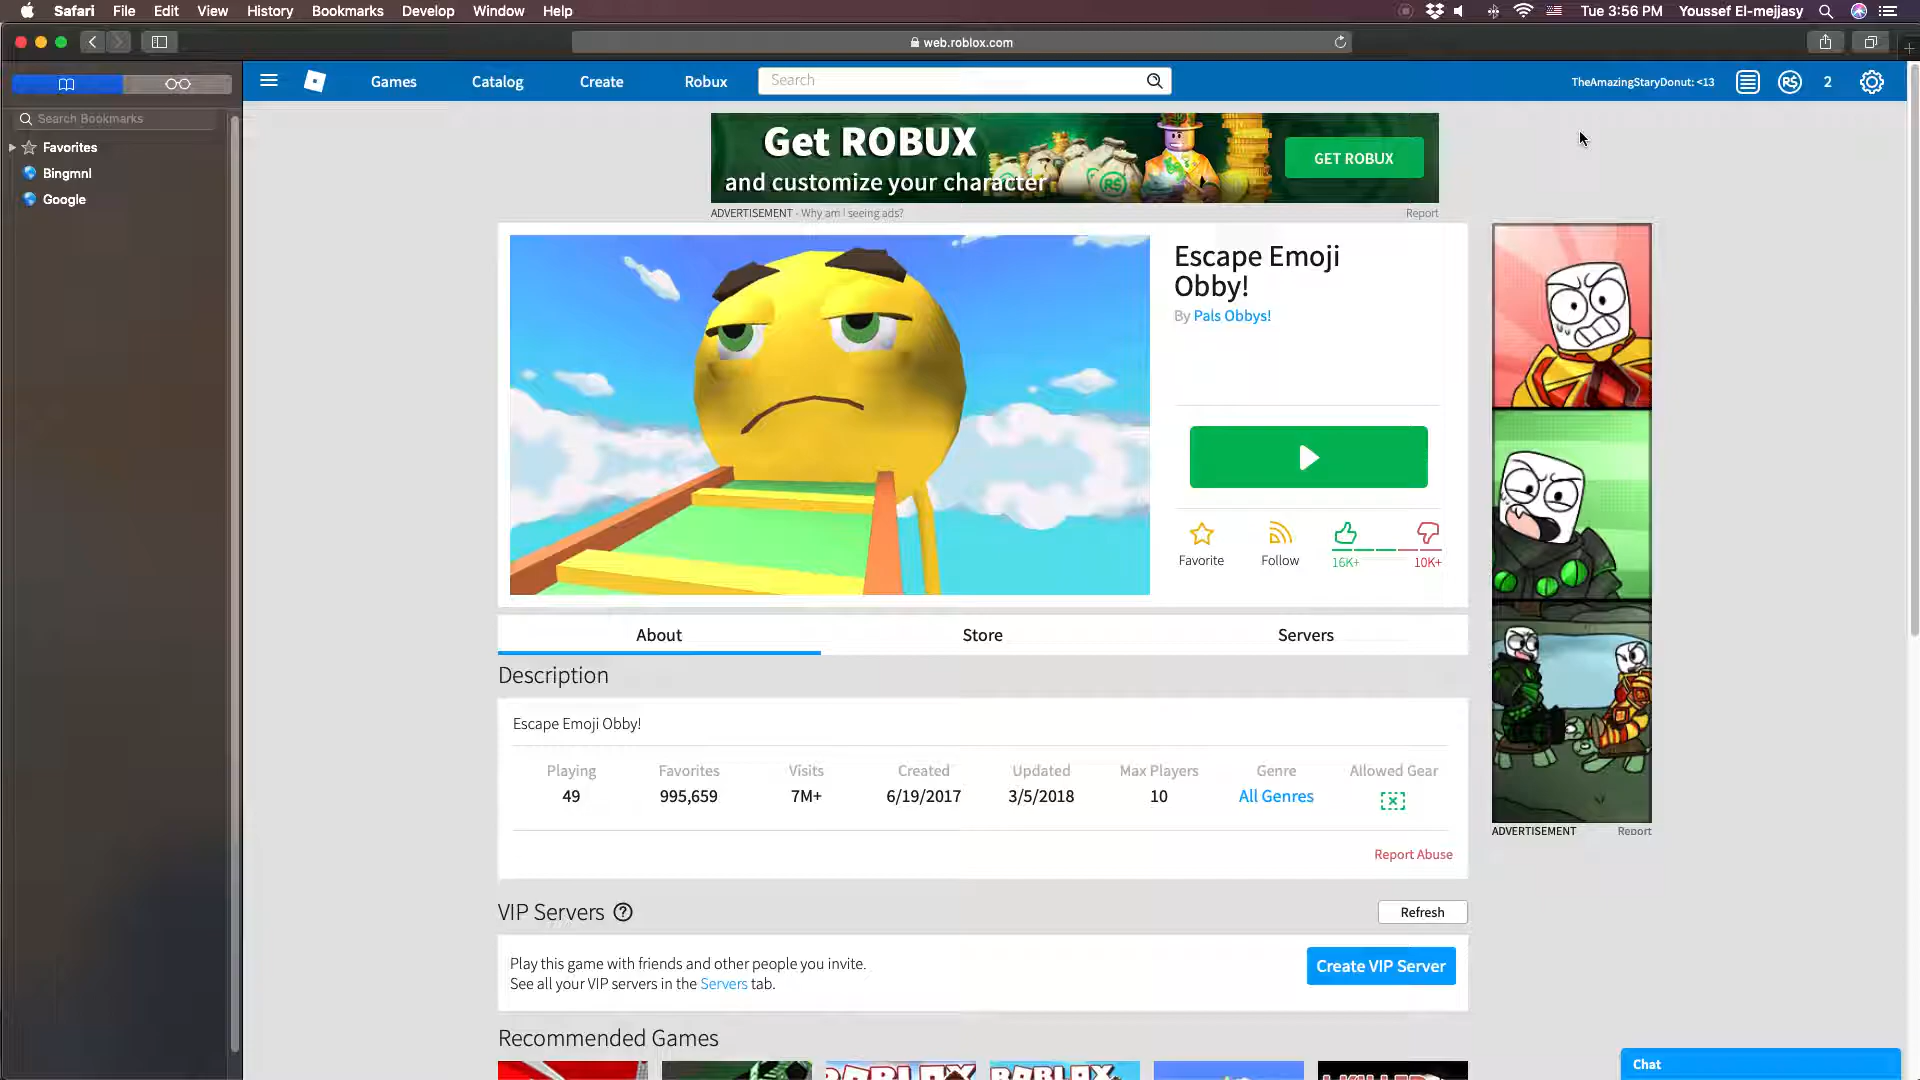 Safari File Edit View History Bookmarks Develop Window Help
Tue 3:56 PM Youssef El-mejjasy
web.roblox.com
Search Bookmarks
Favorites
Bingmnl
Google
Games Catalog Create Robux
Search
TheAmazingStaryDonut: <13
2
Get ROBUX
and customize your character
GET ROBUX
ADVERTISEMENT - Why am I seeing ads?
Report
Escape Emoji
Obby!
By Pals Obbys!
Favorite
Follow
16K+
10K+
About
Store
Servers
Description
Escape Emoji Obby!
Playing Favorites Visits Created Updated Max Players Genre Allowed Gear
49 995,659 7M+ 6/19/2017 3/5/2018 10 All Genres
Report Abuse
ADVERTISEMENT
Report
VIP Servers
Refresh
Play this game with friends and other people you invite.
See all your VIP servers in the Servers tab.
Create VIP Server
Recommended Games
ROBLOX
ROBLOX
Chat